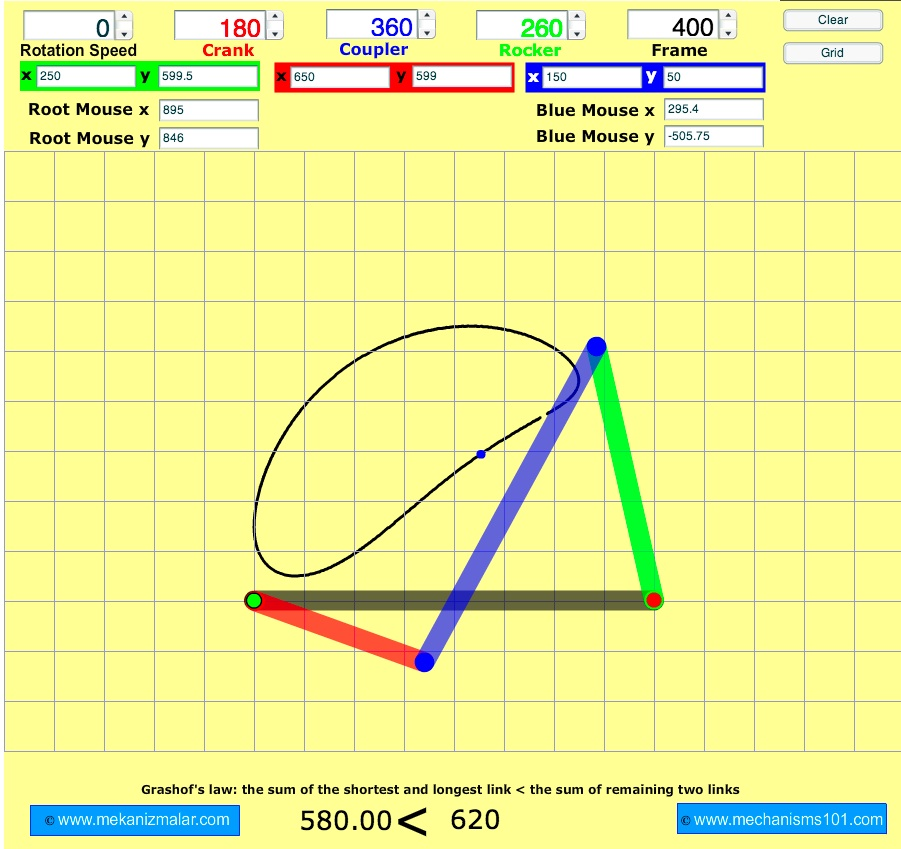 0 180 360 260 400 Clear
Rotation Speed Crank Coupler Rocker Frame
Grid
x 250 y 599.5 x 650 y 599 x 150 y 50
Root Mouse x 895 Blue Mouse x 295.4
Root Mouse y 846 Blue Mouse y -505.75
Grashof's law: the sum of the shortest and longest link < the sum of remaining two links
© www.mekanizmalar.com 580.00 < 620 © www.mechanisms101.com